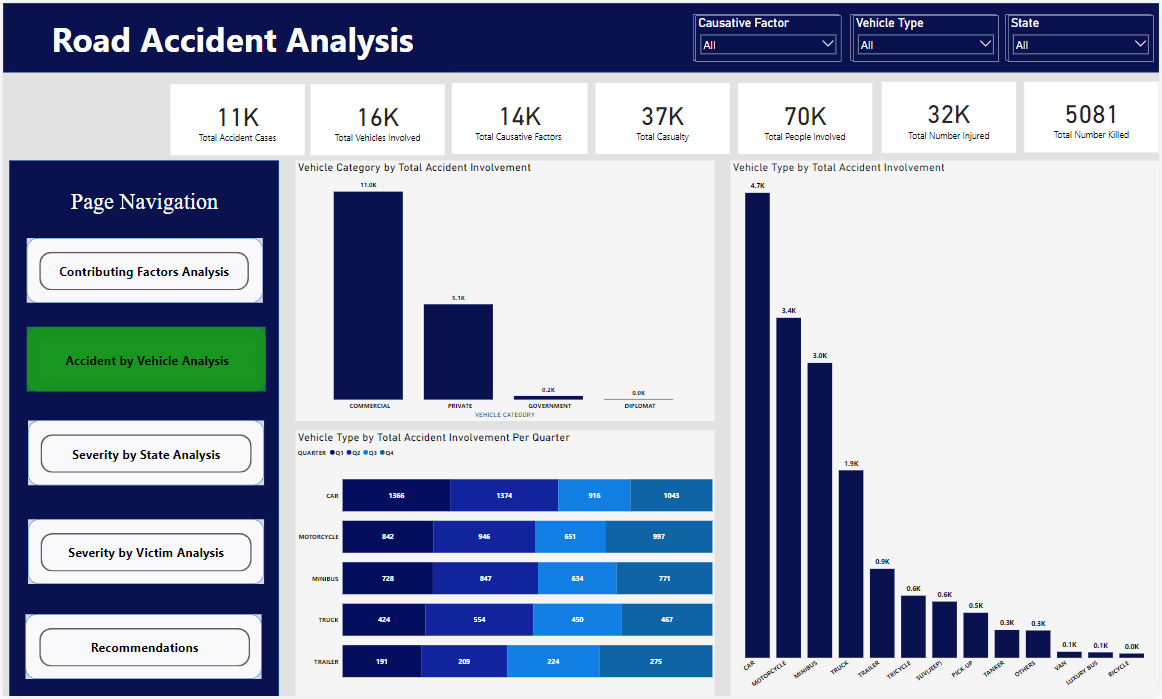 Road Accident Analysis
Causative Factor
All
Vehicle Type
All
State
All
11K
Total Accident Cases
16K
Total Vehicles Involved
14K
Total Causative Factors
37K
Total Casualty
70K
Total People Involved
32K
Total Number Injured
5081
Total Number Killed
Page Navigation
Contributing Factors Analysis
Accident by Vehicle Analysis
Severity by State Analysis
Severity by Victim Analysis
Recommendations
Vehicle Category by Total Accident Involvement
11.0K
5.1K
0.2K
0.0K
COMMERCIAL PRIVATE GOVERNMENT DIPLOMAT
VEHICLE CATEGORY
Vehicle Type by Total Accident Involvement Per Quarter
QUARTER Q1 Q2 Q3 Q4
CAR 1366 1374 916 1043
MOTORCYCLE 842 946 651 997
MINIBUS 728 847 634 771
TRUCK 424 554 450 467
TRAILER 191 209 224 275
Vehicle Type by Total Accident Involvement
4.7K
3.4K
3.0K
1.9K
0.9K
0.6K
0.6K
0.5K
0.3K
0.3K
0.1K
0.1K
0.0K
CAR
MOTORCYCLE
MINIBUS
TRUCK
TRAILER
TRICYCLE
SUV(JEEP)
PICK-UP
TANKER
OTHERS
VAN
LUXURY BUS
BICYCLE